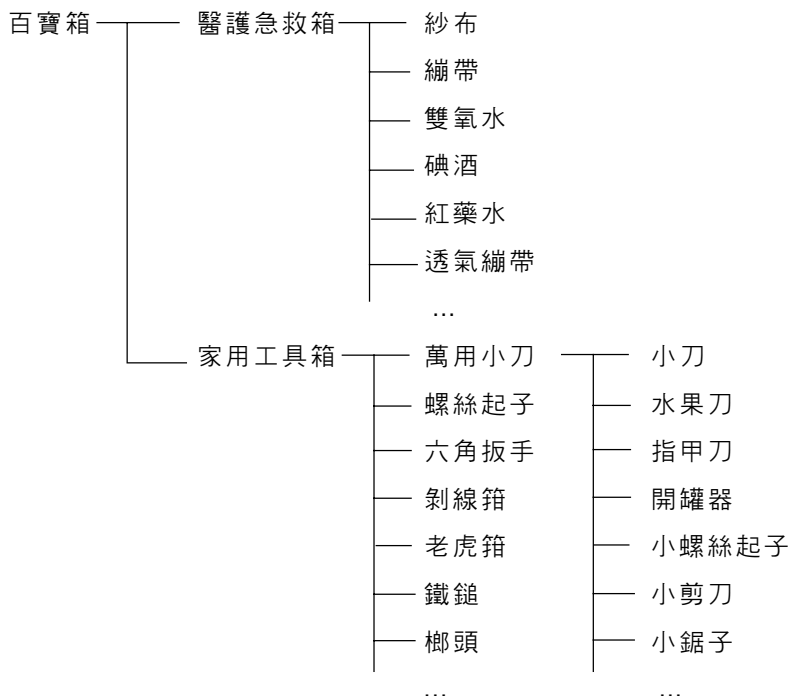 百寶箱 醫護急救箱 紗布
繃帶
雙氧水
碘酒
紅藥水
透氣繃帶
…
家用工具箱 萬用小刀 小刀
螺絲起子 水果刀
六角扳手 指甲刀
剝線箝 開罐器
老虎箝 小螺絲起子
鐵鎚 小剪刀
榔頭 小鋸子
… …